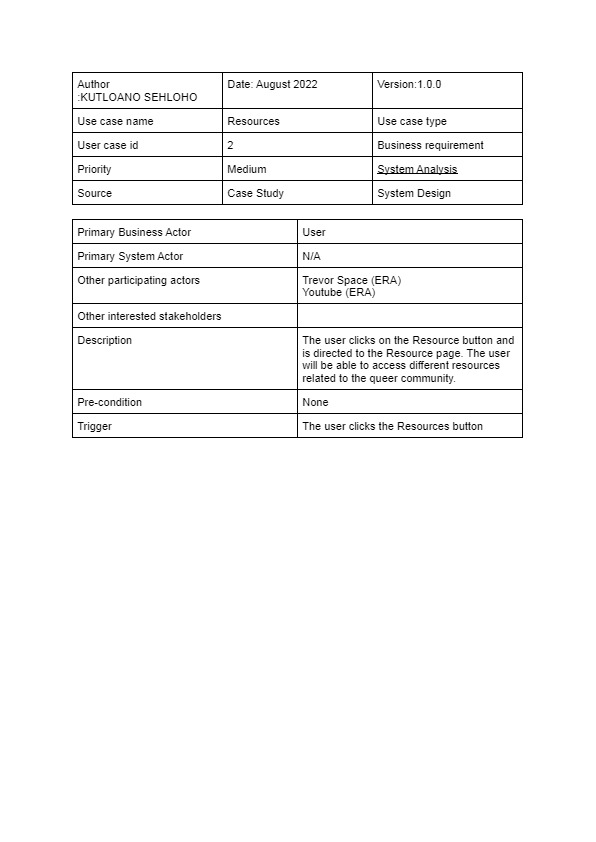 Author Date: August 2022 Version:1.0.0
:KUTLOANO SEHLOHO
Use case name Resources Use case type
User case id 2 Business requirement
Priority Medium System Analysis
Source Case Study System Design
Primary Business Actor User
Primary System Actor N/A
Other participating actors Trevor Space (ERA)
Youtube (ERA)
Other interested stakeholders
Description The user clicks on the Resource button and
is directed to the Resource page. The user
will be able to access different resources
related to the queer community.
Pre-condition None
Trigger The user clicks the Resources button